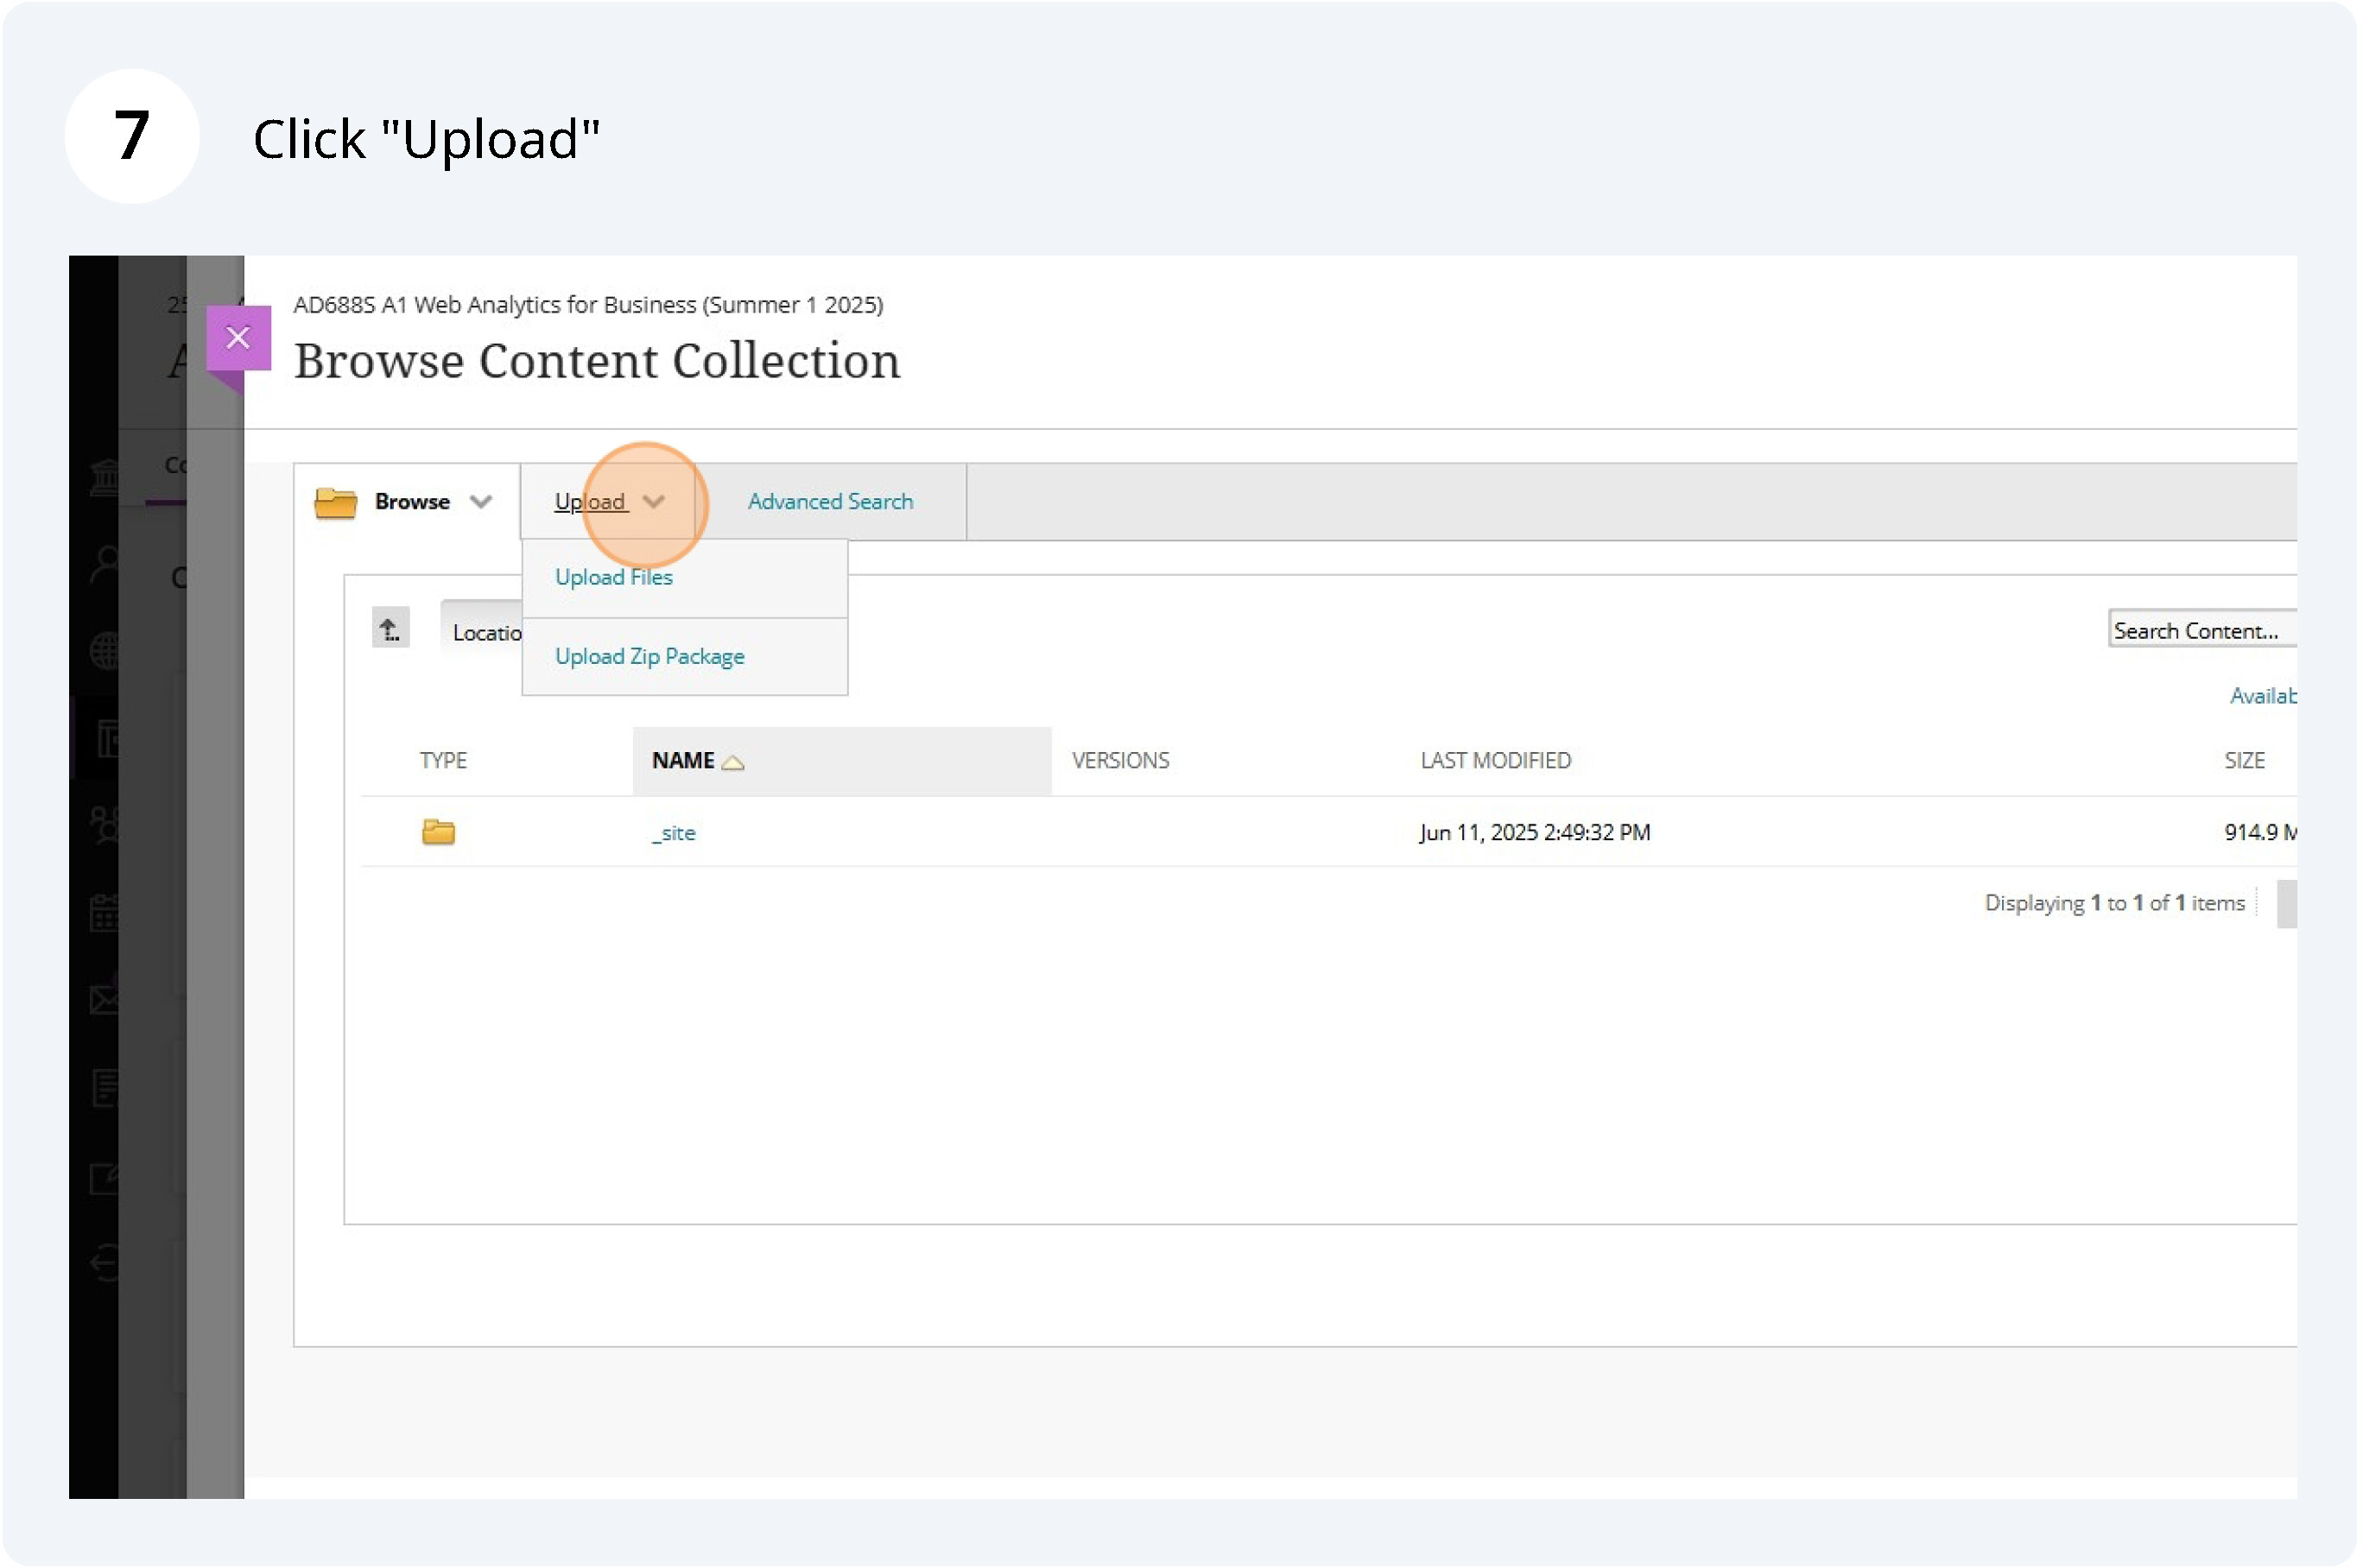 7 Click "Upload"
AD688S A1 Web Analytics for Business (Summer 1 2025)
Browse Content Collection
Browse Upload Advanced Search
Upload Files
Locatio Search Content...
Upload Zip Package
Availab
TYPE NAME VERSIONS LAST MODIFIED SIZE
_site Jun 11, 2025 2:49:32 PM 914.9 M
Displaying 1 to 1 of 1 items